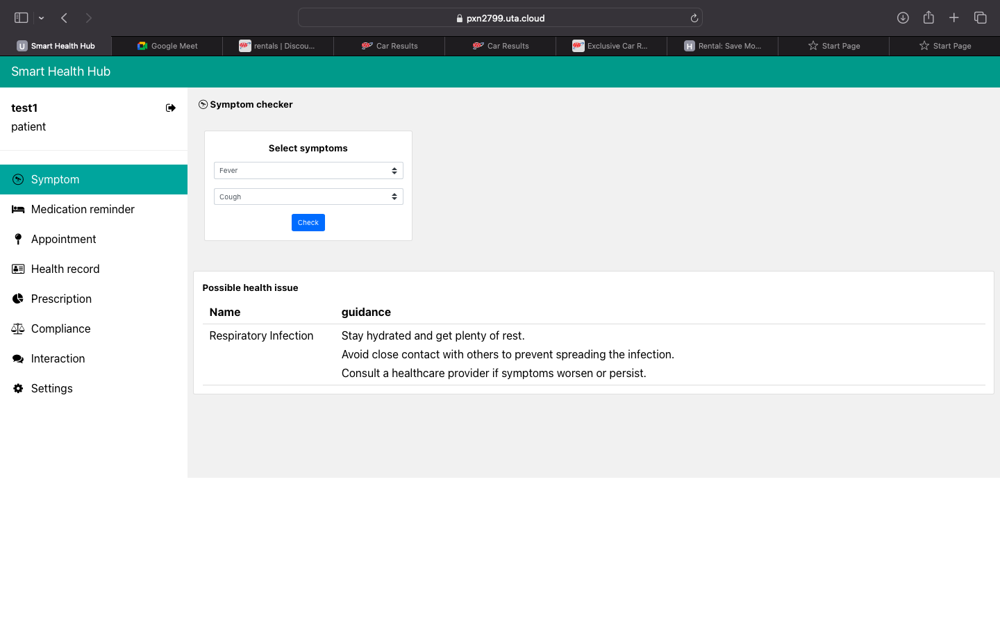 pxn2799.uta.cloud
U Smart Health Hub
Google Meet
rentals | Discou...
Car Results
Car Results
Exclusive Car R...
H Rental: Save Mo...
Start Page
Start Page
Smart Health Hub
test1
patient
Symptom
Medication reminder
Appointment
Health record
Prescription
Compliance
Interaction
Settings
Symptom checker
Select symptoms
Fever
Cough
Check
Possible health issue
Name guidance
Respiratory Infection Stay hydrated and get plenty of rest.
Avoid close contact with others to prevent spreading the infection.
Consult a healthcare provider if symptoms worsen or persist.